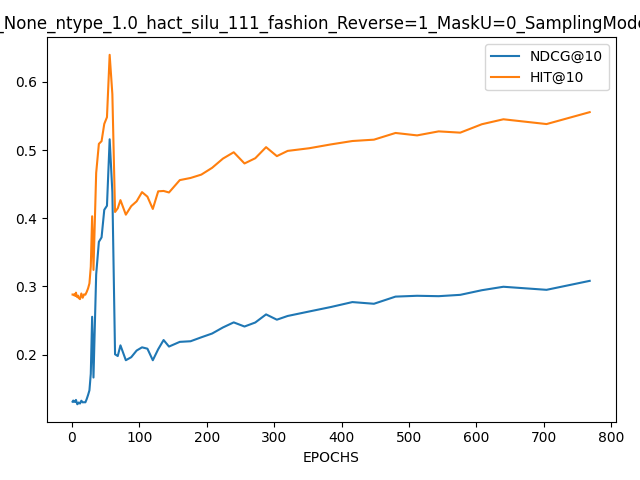 _None_ntype_1.0_hact_silu_111_fashion_Reverse=1_MaskU=0_SamplingMode
NDCG@10
HIT@10
0.6
0.5
0.4
0.3
0.2
0 100 200 300 400 500 600 700 800
EPOCHS